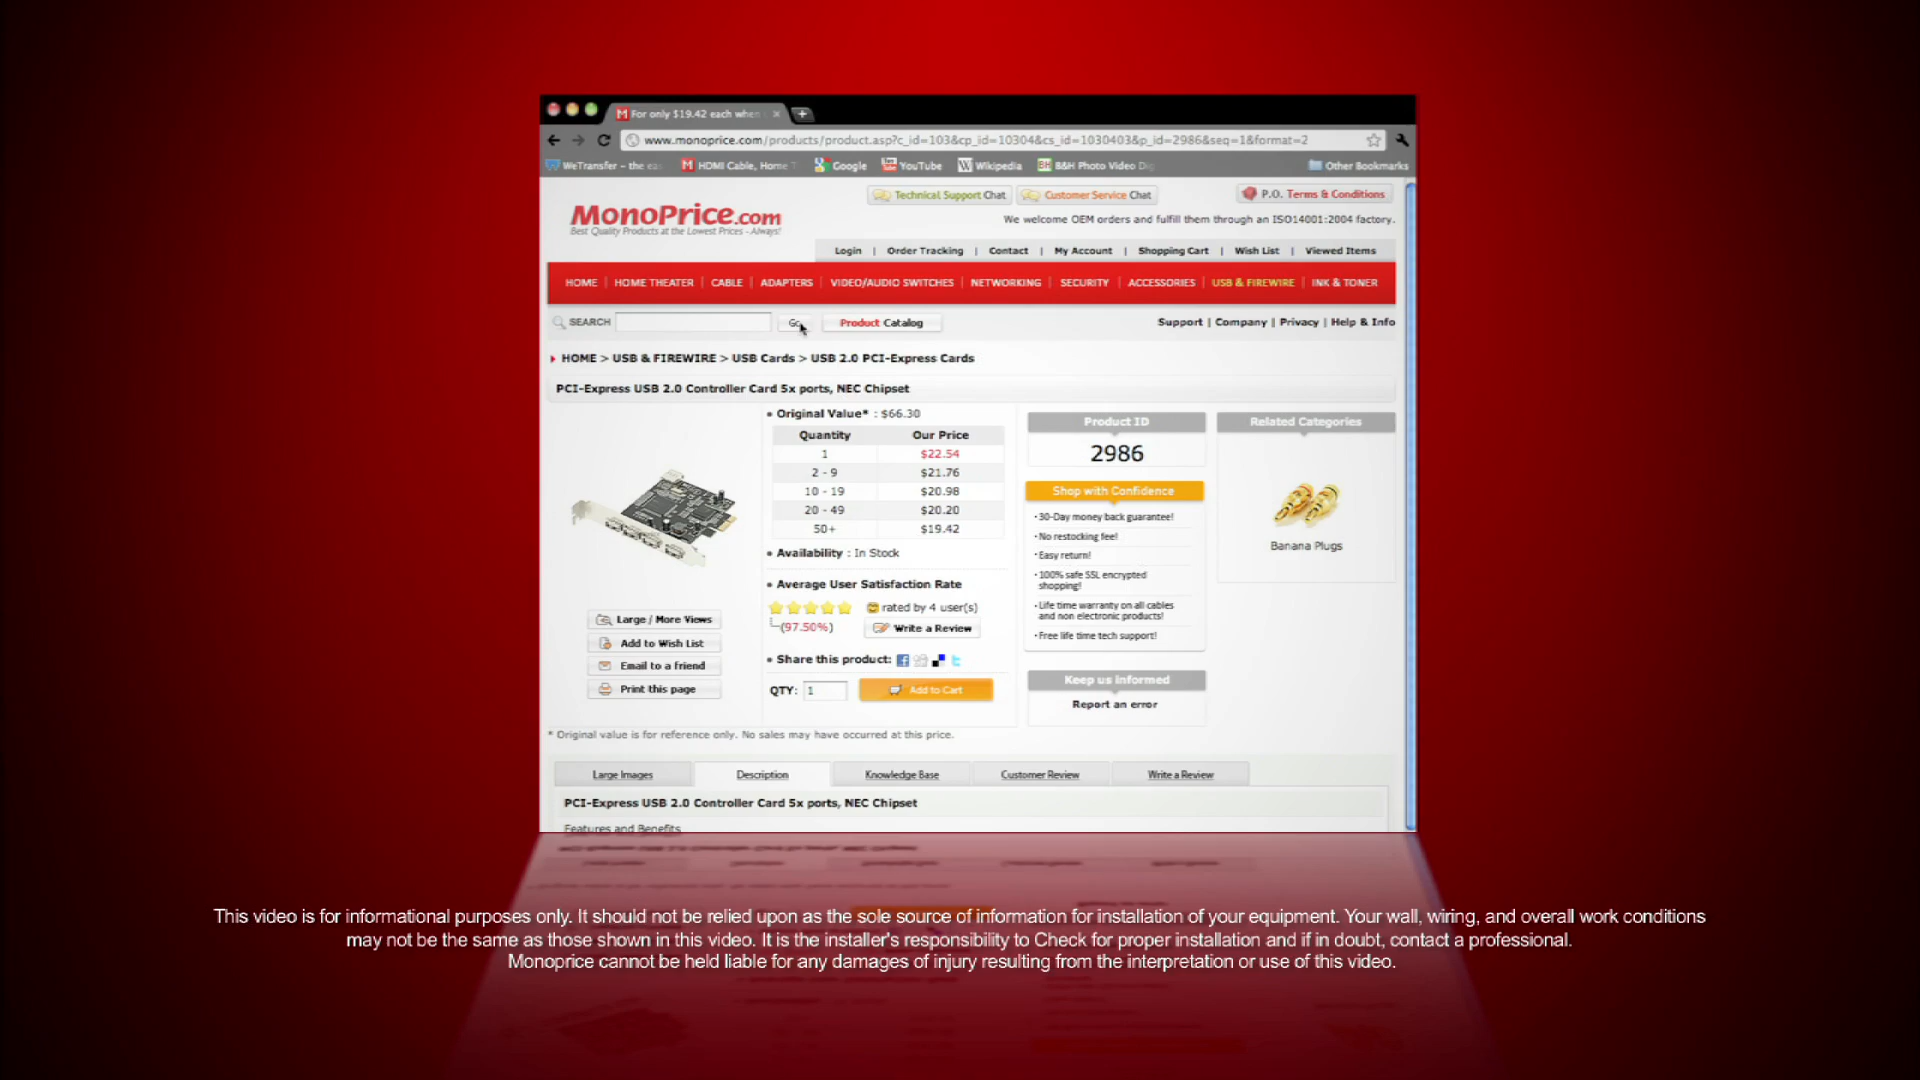 For only $19.42 each when
www.monoprice.com/products/product.asp?c_id=103&cp_id=10304&cs_id=1030403&p_id=2986&seq=1&format=2
WeTransfer – the ea HDMI Cable, Home T Google YouTube Wikipedia B&H Photo Video Dig Other Bookmarks
Technical Support Chat Customer Service Chat P.O. Terms & Conditions
MonoPrice.com
Best Quality Products at the Lowest Prices - Always!
We welcome OEM orders and fulfill them through an ISO14001:2004 factory.
Login | Order Tracking | Contact | My Account | Shopping Cart | Wish List | Viewed Items
HOME | HOME THEATER | CABLE | ADAPTERS | VIDEO/AUDIO SWITCHES | NETWORKING | SECURITY | ACCESSORIES | USB & FIREWIRE | INK & TONER
SEARCH Go Product Catalog Support | Company | Privacy | Help & Info
HOME > USB & FIREWIRE > USB Cards > USB 2.0 PCI-Express Cards
PCI-Express USB 2.0 Controller Card 5x ports, NEC Chipset
Original Value* : $66.30
Quantity Our Price
1 $22.54
2 - 9 $21.76
10 - 19 $20.98
20 - 49 $20.20
50+ $19.42
Availability : In Stock
Average User Satisfaction Rate
rated by 4 user(s)
(97.50%) Write a Review
Share this product:
QTY: 1 Add to Cart
Large / More Views
Add to Wish List
Email to a friend
Print this page
Product ID
2986
Shop with Confidence
30-Day money back guarantee!
No restocking fee!
Easy return!
100% safe SSL encrypted
shopping!
Life time warranty on all cables
and non electronic products!
Free life time tech support!
Keep us Informed
Report an error
Related Categories
Banana Plugs
* Original value is for reference only. No sales may have occurred at this price.
Large Images Description Knowledge Base Customer Review Write a Review
PCI-Express USB 2.0 Controller Card 5x ports, NEC Chipset
Features and Benefits
This video is for informational purposes only. It should not be relied upon as the sole source of information for installation of your equipment. Your wall, wiring, and overall work conditions
may not be the same as those shown in this video. It is the installer's responsibility to Check for proper installation and if in doubt, contact a professional.
Monoprice cannot be held liable for any damages of injury resulting from the interpretation or use of this video.